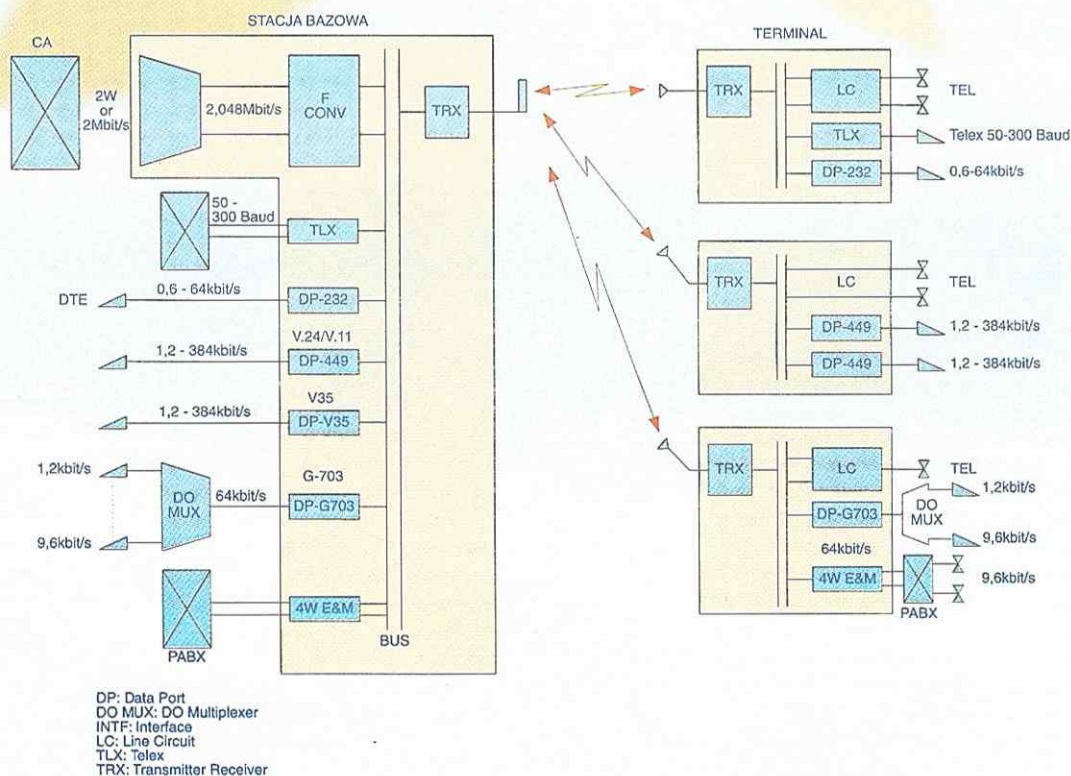 STACJA BAZOWA
CA
2W
or
2Mbit/s
2,048Mbit/s
F
CONV
TRX
50 -
300 Baud
TLX
DTE
0,6 - 64kbit/s
DP-232
V.24/V.11
1,2 - 384kbit/s
DP-449
V35
1,2 - 384kbit/s
DP-V35
1,2kbit/s
9,6kbit/s
DO
MUX
64kbit/s
G-703
DP-G703
PABX
4W E&M
BUS
TERMINAL
TRX
LC
TEL
TLX
Telex 50-300 Baud
DP-232
0,6-64kbit/s
TRX
LC
TEL
DP-449
1,2 - 384kbit/s
DP-449
1,2 - 384kbit/s
TRX
LC
TEL
DP-G703
DO
MUX
1,2kbit/s
9,6kbit/s
64kbit/s
4W E&M
PABX
9,6kbit/s
DP: Data Port
DO MUX: DO Multiplexer
INTF: Interface
LC: Line Circuit
TLX: Telex
TRX: Transmitter Receiver